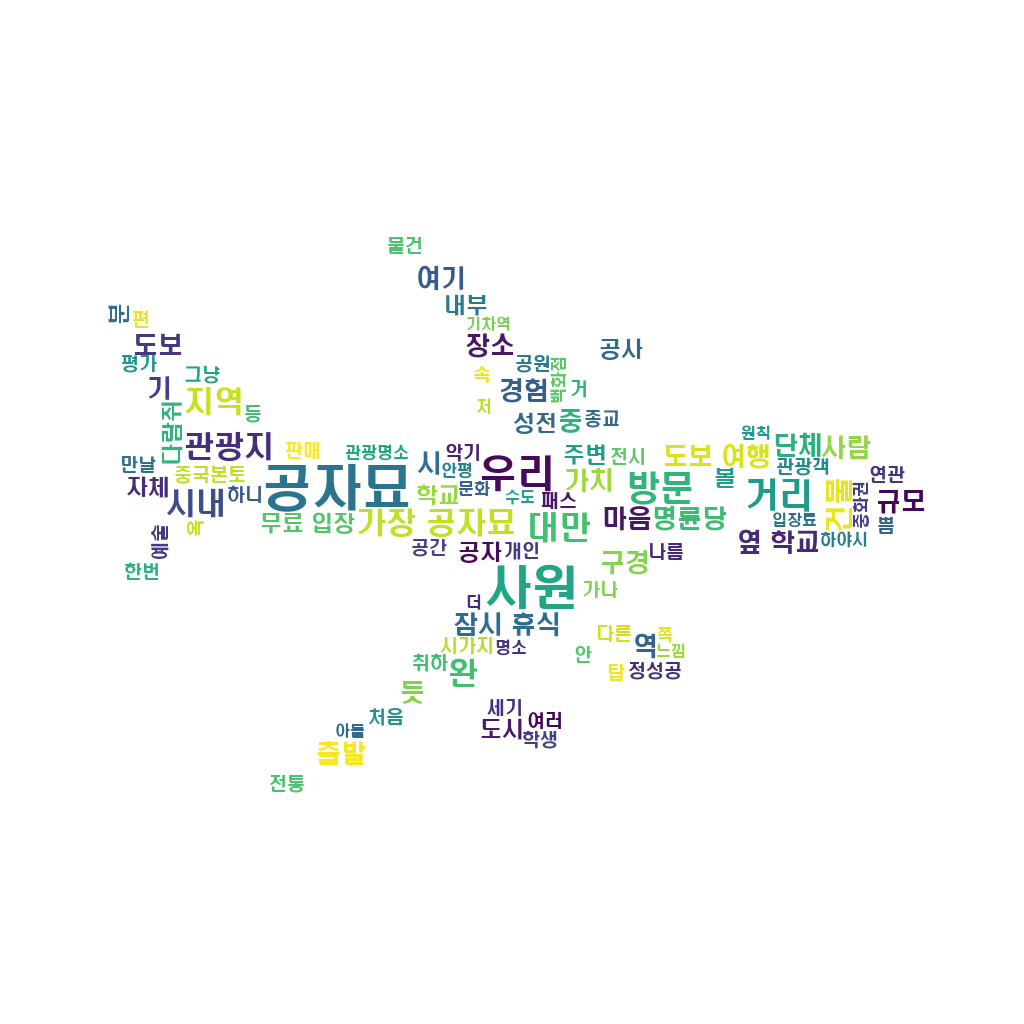 물건
여기
내부
기차역
장소
문
편
도보
평가
그냥
기
지역
등
다람쥐
공원
백화점
공사
속
경험
거
저
성전
중
종교
원칙
관광지
판매
관광명소
악기
우리
주변
전시
도보 여행
단체
사람
만날
중국본토
시
안평
가치
볼
관광객
연관
자체
시내
하니
공자묘
학교
문화
수도
패스
방문
거리
건물
중화권
규모
옥
무료 입장
가장 공자묘
대만
마음
명륜당
입장료
쁨
예술
공간
공자
개인
나름
옆 학교
하야시
한번
구경
사원
가나
더
잠시 휴식
시가지
명소
다른
역
쪽
느낌
안
취하
완
탑
정성공
듯
처음
세기
여러
아들
도시
학생
츱발
전통